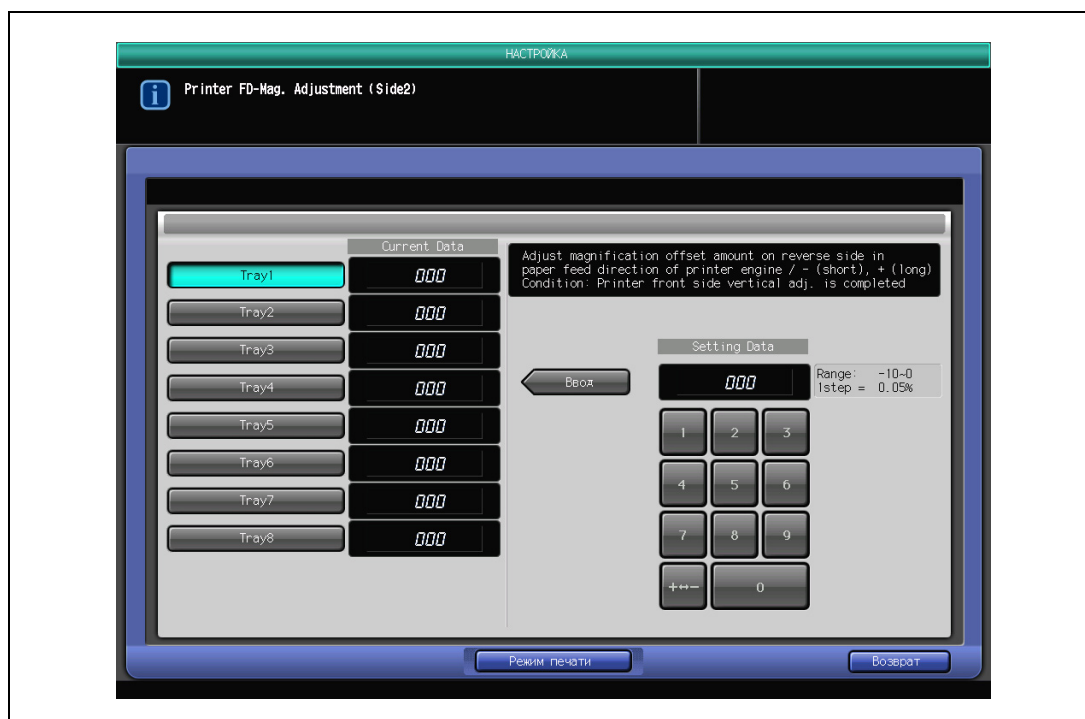 НАСТРОЙКА
Printer FD-Mag. Adjustment (Side2)
Current Data
Tray1 000
Tray2 000
Tray3 000
Tray4 000
Tray5 000
Tray6 000
Tray7 000
Tray8 000
Adjust magnification offset amount on reverse side in
paper feed direction of printer engine / - (short), + (long)
Condition: Printer front side vertical adj. is completed
Setting Data
Ввод
000
Range: -10~0
1step = 0.05%
1 2 3
4 5 6
7 8 9
+↔− 0
Режим печати
Возврат